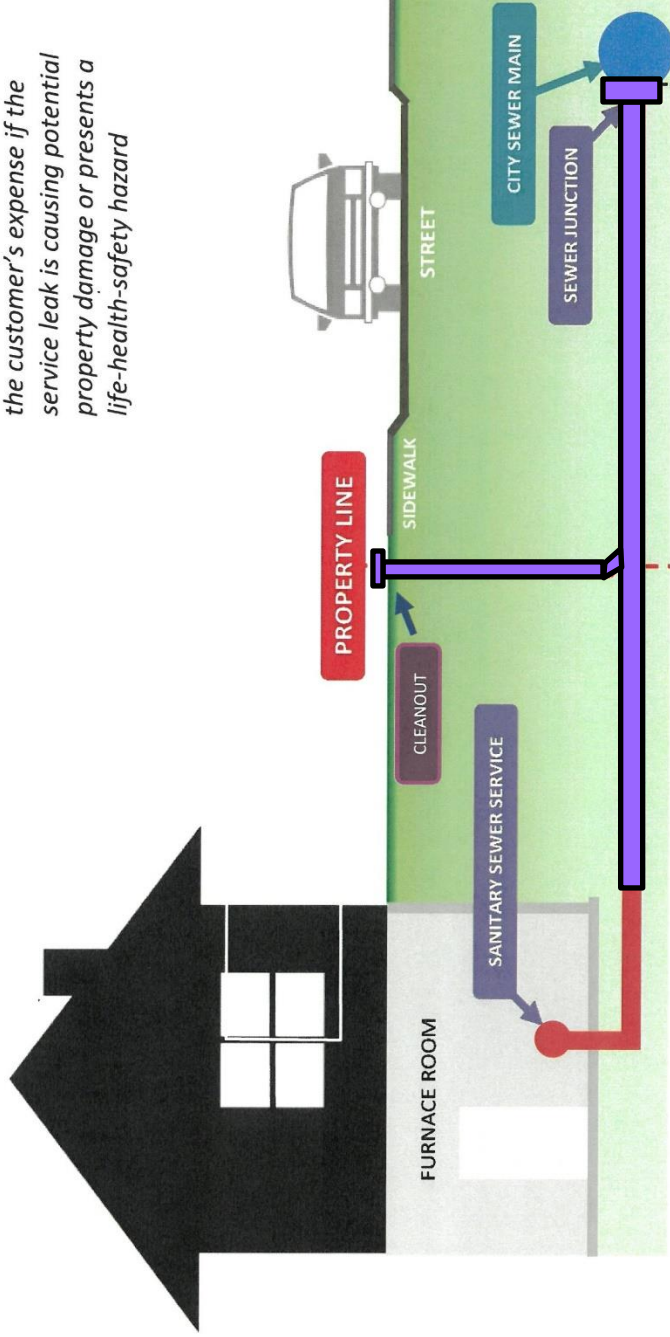 the customer's expense if the
service leak is causing potential
property damage or presents a
life-health-safety hazard
PROPERTY LINE
SIDEWALK
STREET
CLEANOUT
CITY SEWER MAIN
SEWER JUNCTION
SANITARY SEWER SERVICE
FURNACE ROOM